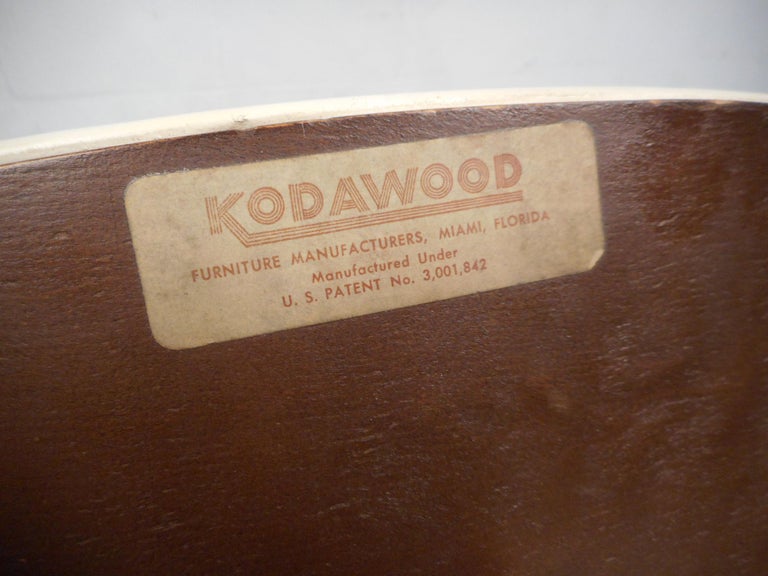 KODAWOOD
FURNITURE MANUFACTURERS, MIAMI, FLORIDA
Manufactured Under
U. S. PATENT No. 3,001,842